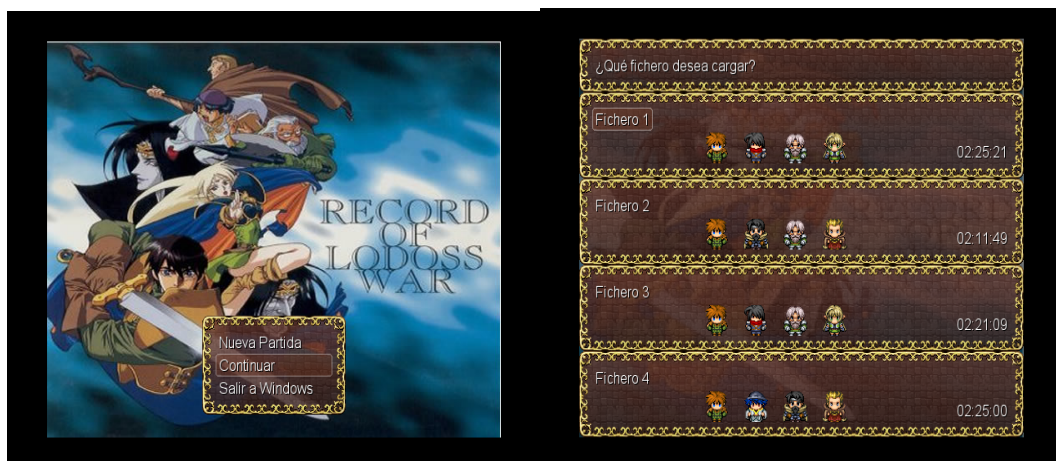 RECORD
OF
LODOSS
WAR
Nueva Partida
Continuar
Salir a Windows
¿Qué fichero desea cargar?
Fichero 1
02:25:21
Fichero 2
02:11:49
Fichero 3
02:21:09
Fichero 4
02:25:00